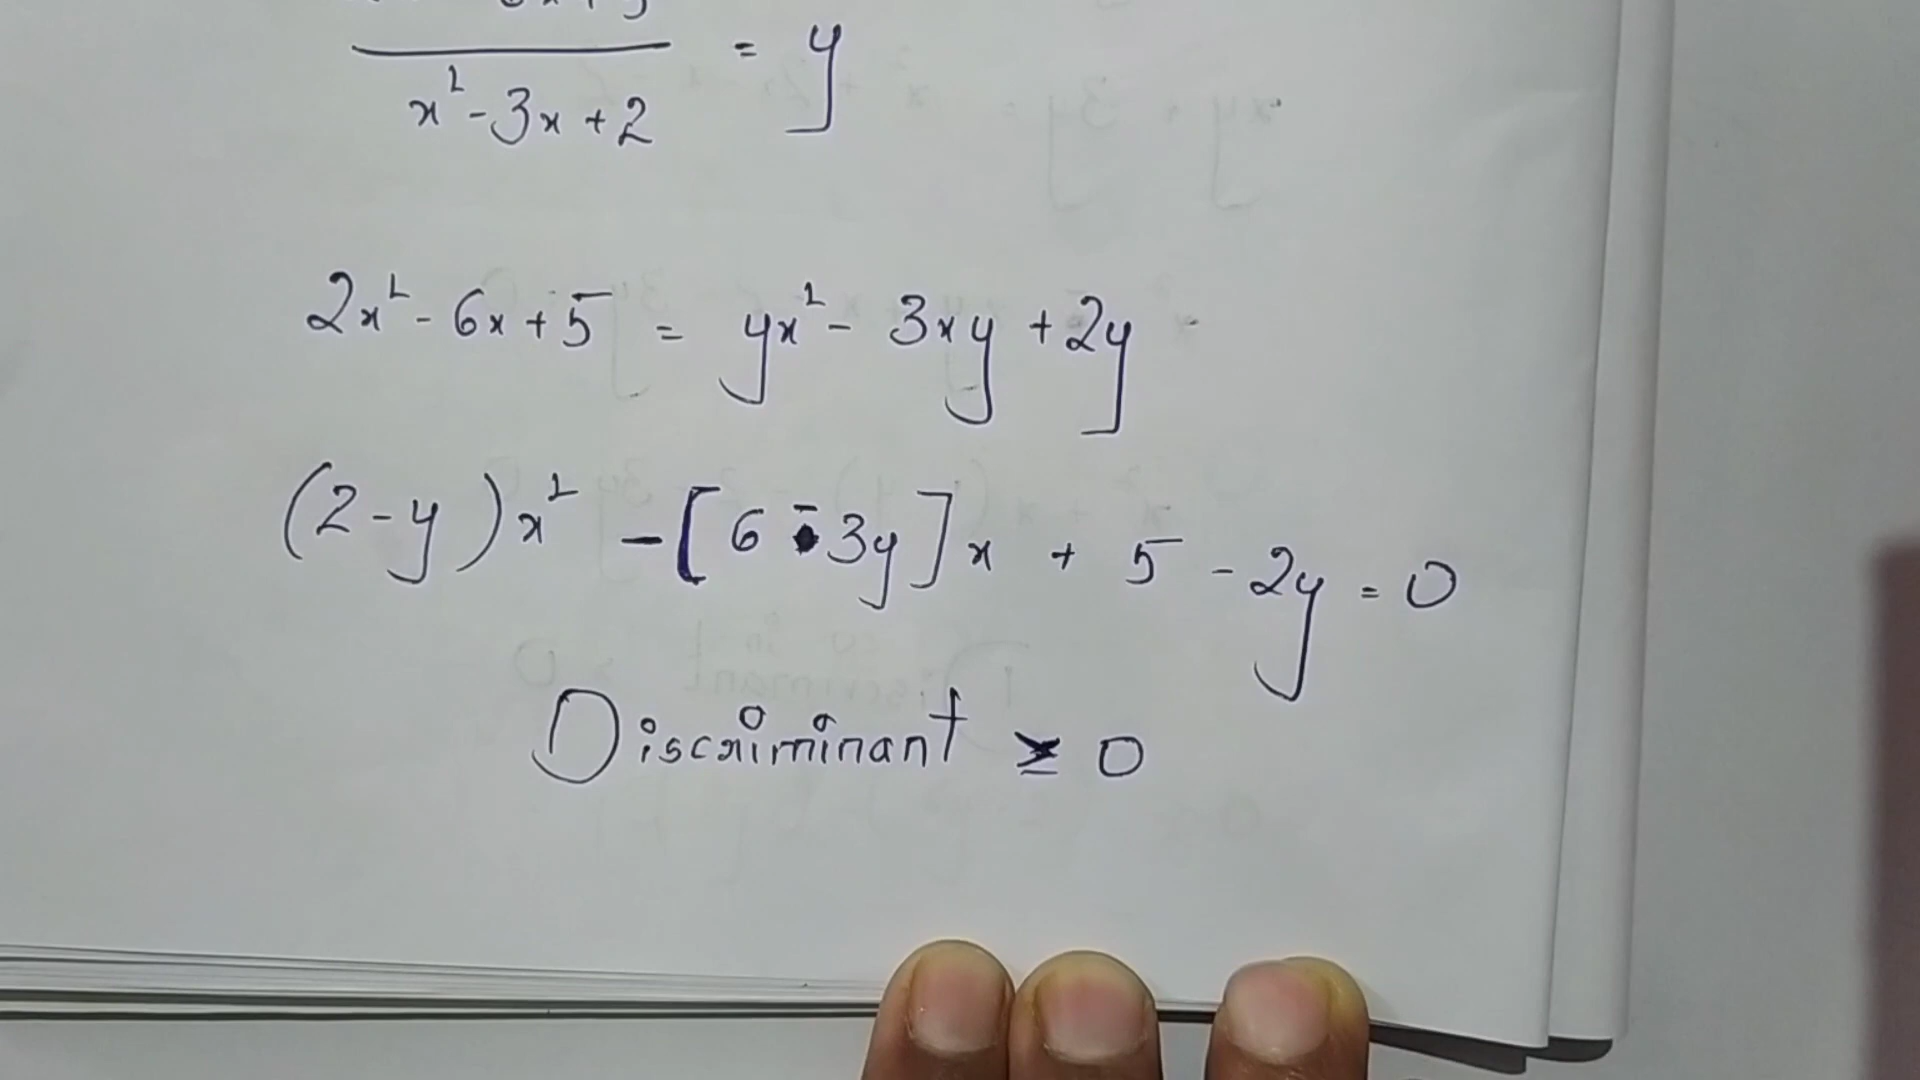 = y
x² - 3x + 2
2x² - 6x + 5 = yx² - 3xy + 2y
(2 - y)x² - [6 - 3y]x + 5 - 2y = 0
Discriminant ≥ 0